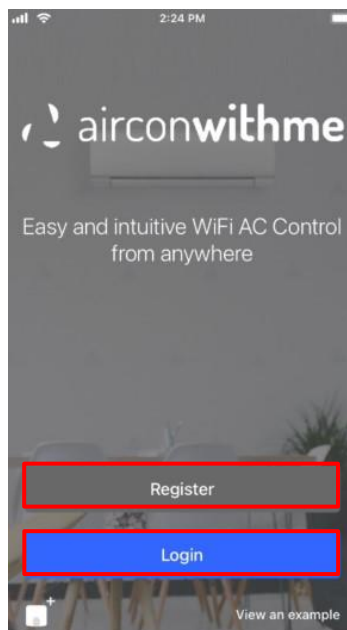 2:24 PM
airconwithme
Easy and intuitive WiFi AC Control
from anywhere
Register
Login
View an example